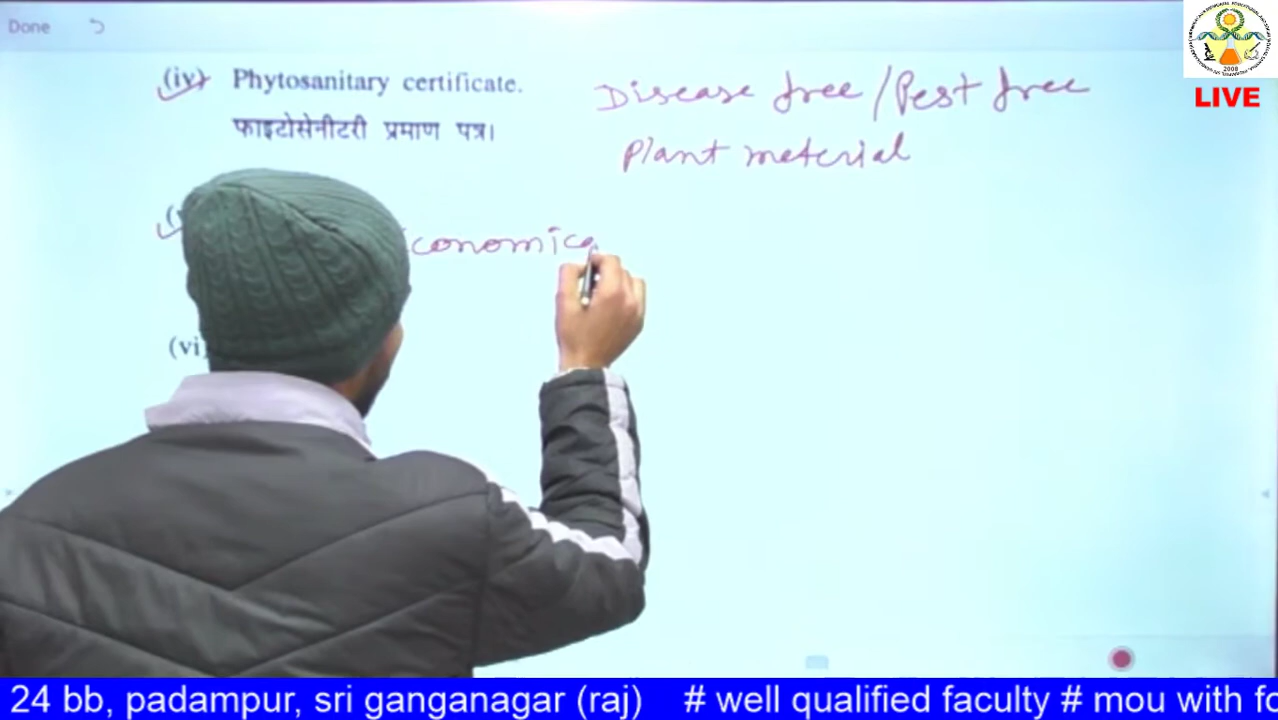 Done
(iv) Phytosanitary certificate.
फाइटोसेनीटरी प्रमाण पत्र।
Disease free / Pest free
Plant meterial
(vi)
LIVE
2008
24 bb, padampur, sri ganganagar (raj) # well qualified faculty # mou with fo